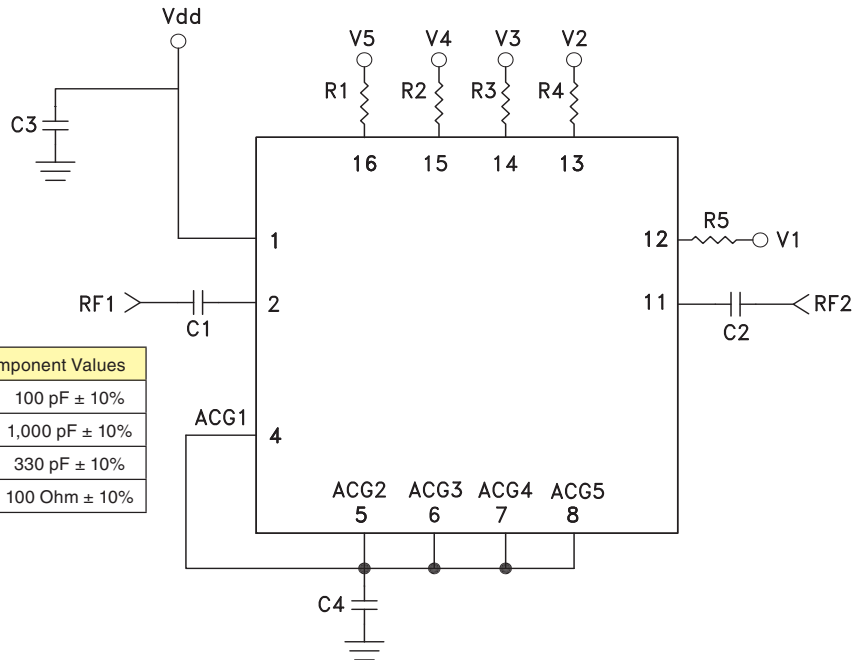 Vdd
V5 V4 V3 V2
R1 R2 R3 R4
C3
16 15 14 13
1
12
R5
V1
RF1
C1
2
11
C2
RF2
Component Values
100 pF ± 10%
1,000 pF ± 10%
330 pF ± 10%
100 Ohm ± 10%
ACG1
4
ACG2 ACG3 ACG4 ACG5
5 6 7 8
C4